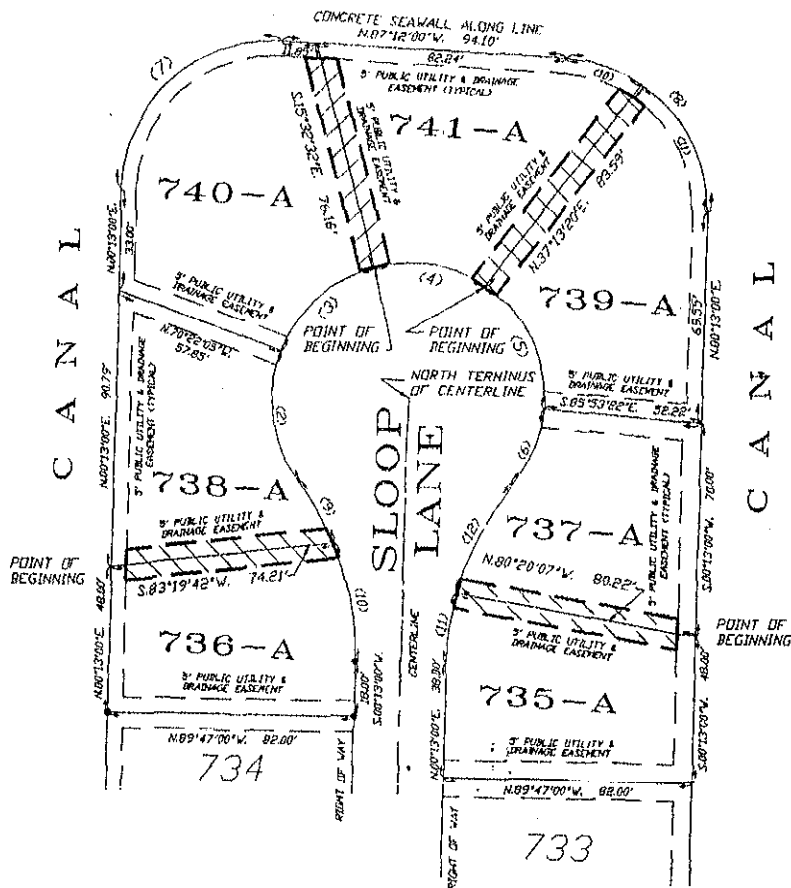 CONCRETE SEAWALL ALONG LINE
N.87°12'00"W. 94.10'
82.24'
5' PUBLIC UTILITY & DRAINAGE
EASEMENT (TYPICAL)
(7)
(10)
(8)
741-A
S.15°32'32"E. 76.16'
5' PUBLIC UTILITY &
DRAINAGE EASEMENT
5' PUBLIC UTILITY &
DRAINAGE EASEMENT
N.37°13'20"E. 83.59'
740-A
N.00°13'00"E.
33.00'
CANAL
5' PUBLIC UTILITY &
DRAINAGE EASEMENT
N.70°22'05"W.
57.85'
(3)
(4)
(5)
739-A
POINT OF
BEGINNING
POINT OF
BEGINNING
NORTH TERMINUS
OF CENTERLINE
N.00°13'00"E.
69.55'
CANAL
5' PUBLIC UTILITY &
DRAINAGE EASEMENT
S.85°53'22"E. 52.22'
N.00°13'00"E. 90.79'
5' PUBLIC UTILITY & DRAINAGE
EASEMENT (TYPICAL)
(2)
(6)
738-A
(9)
SLOOP
LANE
(12)
737-A
5' PUBLIC UTILITY & DRAINAGE
EASEMENT (TYPICAL)
S.00°13'00"W. 70.00'
5' PUBLIC UTILITY &
DRAINAGE EASEMENT
S.83°19'42"W. 74.21'
POINT OF
BEGINNING
N.80°20'07"W. 80.22'
POINT OF
BEGINNING
N.00°13'00"E. 48.00'
736-A
(10)
(11)
5' PUBLIC UTILITY &
DRAINAGE EASEMENT
735-A
S.00°13'00"W. 48.00'
5' PUBLIC UTILITY &
DRAINAGE EASEMENT
18.00'
S.00°13'00"W.
CENTERLINE
N.00°13'00"E. 38.00'
5' PUBLIC UTILITY &
DRAINAGE EASEMENT
N.89°47'00"W. 82.00'
734
RIGHT OF WAY
N.89°47'00"W. 82.00'
RIGHT OF WAY
733